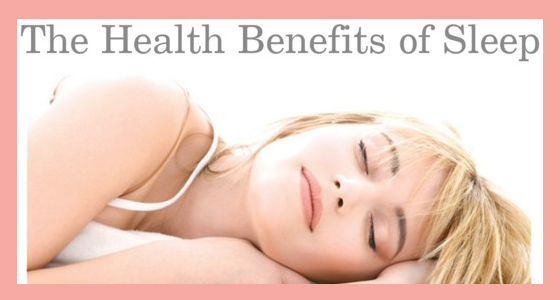 The Health Benefits of Sleep